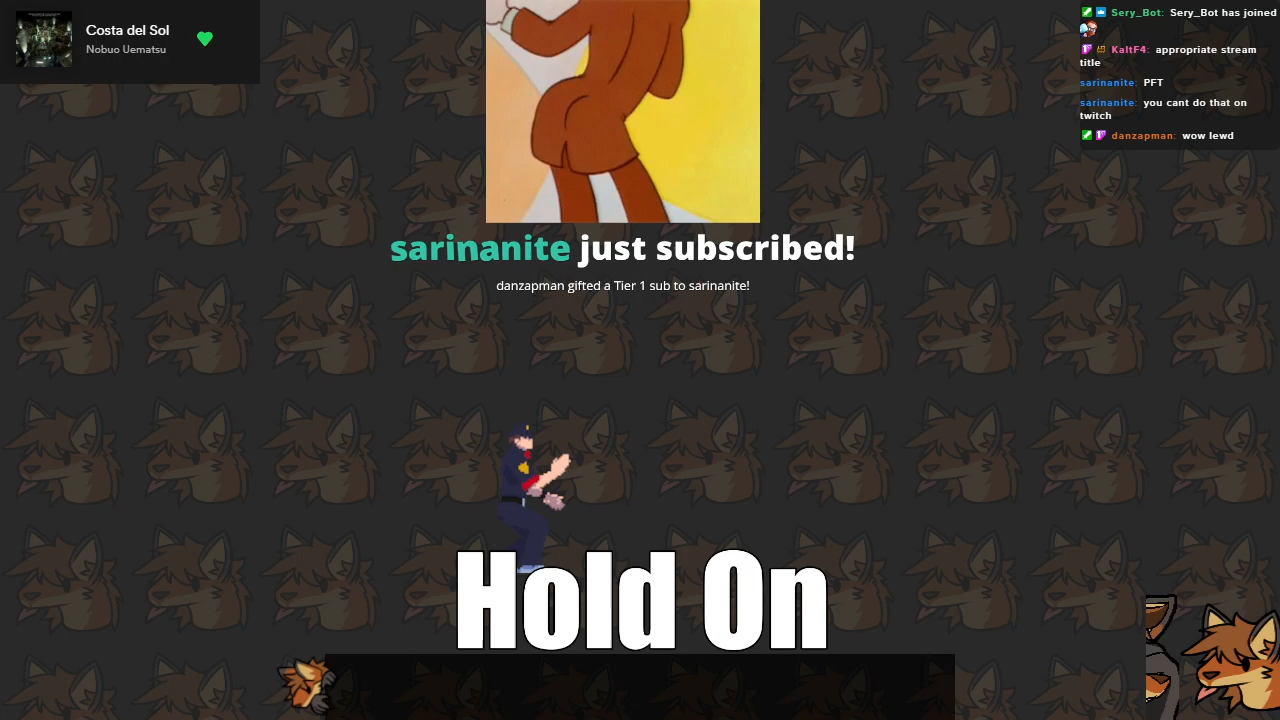 Costa del Sol
Nobuo Uematsu
Sery_Bot: Sery_Bot has joined
KaltF4: appropriate stream
title
sarinanite: PFT
sarinanite: you cant do that on
twitch
danzapman: wow lewd
sarinanite just subscribed!
danzapman gifted a Tier 1 sub to sarinanite!
Hold On